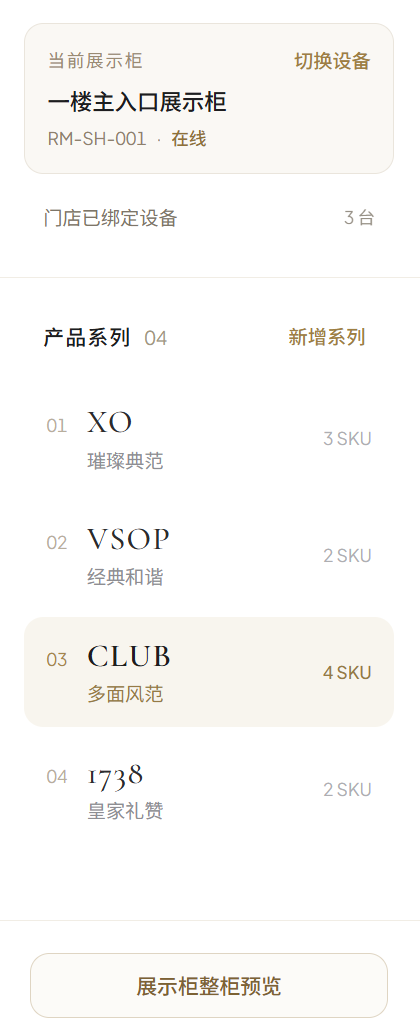 当前展示柜 切换设备
一楼主入口展示柜
RM-SH-001 · 在线
门店已绑定设备 3 台
产品系列 04 新增系列
01 XO 3 SKU
璀璨典范
02 VSOP 2 SKU
经典和谐
03 CLUB 4 SKU
多面风范
04 1738 2 SKU
皇家礼赞
展示柜整柜预览